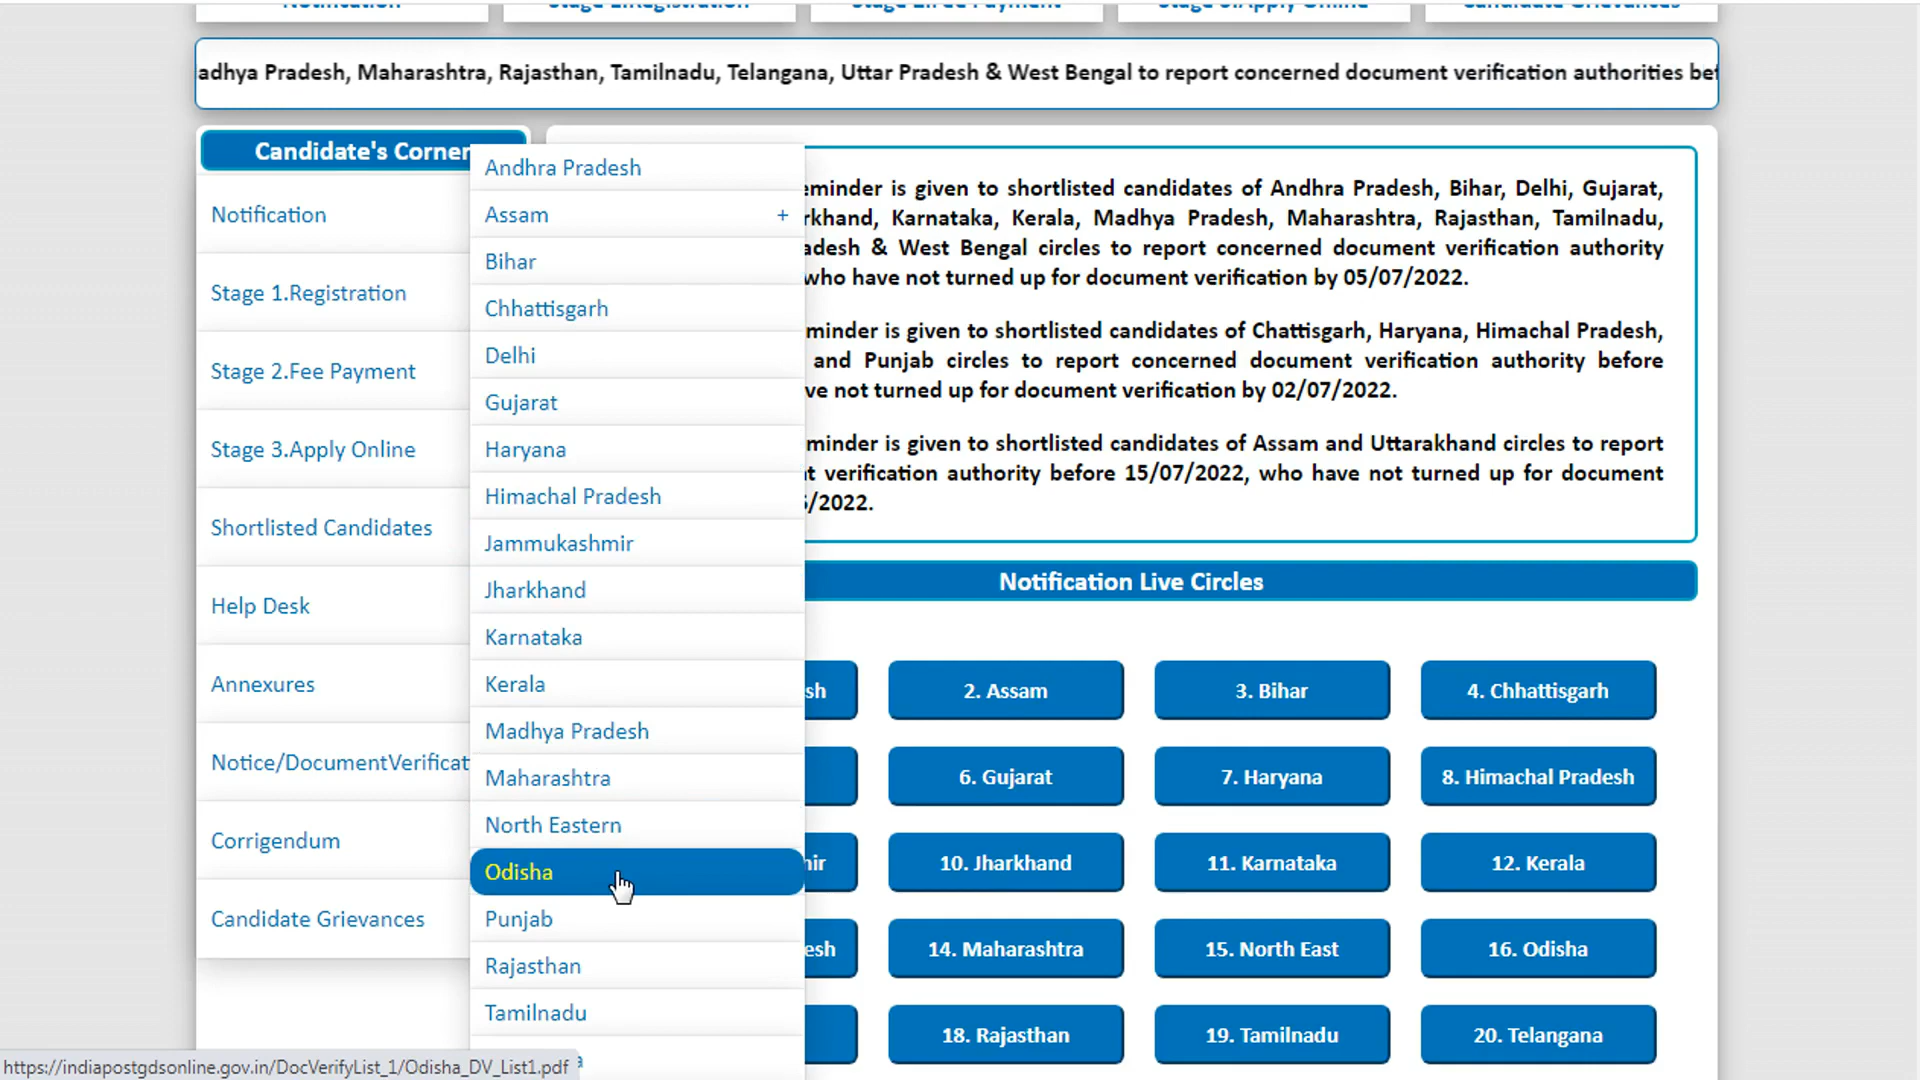 adhya Pradesh, Maharashtra, Rajasthan, Tamilnadu, Telangana, Uttar Pradesh & West Bengal to report concerned document verification authorities bef
Candidate's Corner
Notification
Stage 1.Registration
Stage 2.Fee Payment
Stage 3.Apply Online
Shortlisted Candidates
Help Desk
Annexures
Notice/DocumentVerificat
Corrigendum
Candidate Grievances
Andhra Pradesh
Assam +
Bihar
Chhattisgarh
Delhi
Gujarat
Haryana
Himachal Pradesh
Jammukashmir
Jharkhand
Karnataka
Kerala
Madhya Pradesh
Maharashtra
North Eastern
Odisha
Punjab
Rajasthan
Tamilnadu
eminder is given to shortlisted candidates of Andhra Pradesh, Bihar, Delhi, Gujarat,
rkhand, Karnataka, Kerala, Madhya Pradesh, Maharashtra, Rajasthan, Tamilnadu,
adesh & West Bengal circles to report concerned document verification authority
who have not turned up for document verification by 05/07/2022.
minder is given to shortlisted candidates of Chattisgarh, Haryana, Himachal Pradesh,
and Punjab circles to report concerned document verification authority before
ve not turned up for document verification by 02/07/2022.
minder is given to shortlisted candidates of Assam and Uttarakhand circles to report
t verification authority before 15/07/2022, who have not turned up for document
/2022.
Notification Live Circles
sh
2. Assam
3. Bihar
4. Chhattisgarh
6. Gujarat
7. Haryana
8. Himachal Pradesh
ir
10. Jharkhand
11. Karnataka
12. Kerala
esh
14. Maharashtra
15. North East
16. Odisha
18. Rajasthan
19. Tamilnadu
20. Telangana
https://indiapostgdsonline.gov.in/DocVerifyList_1/Odisha_DV_List1.pdf